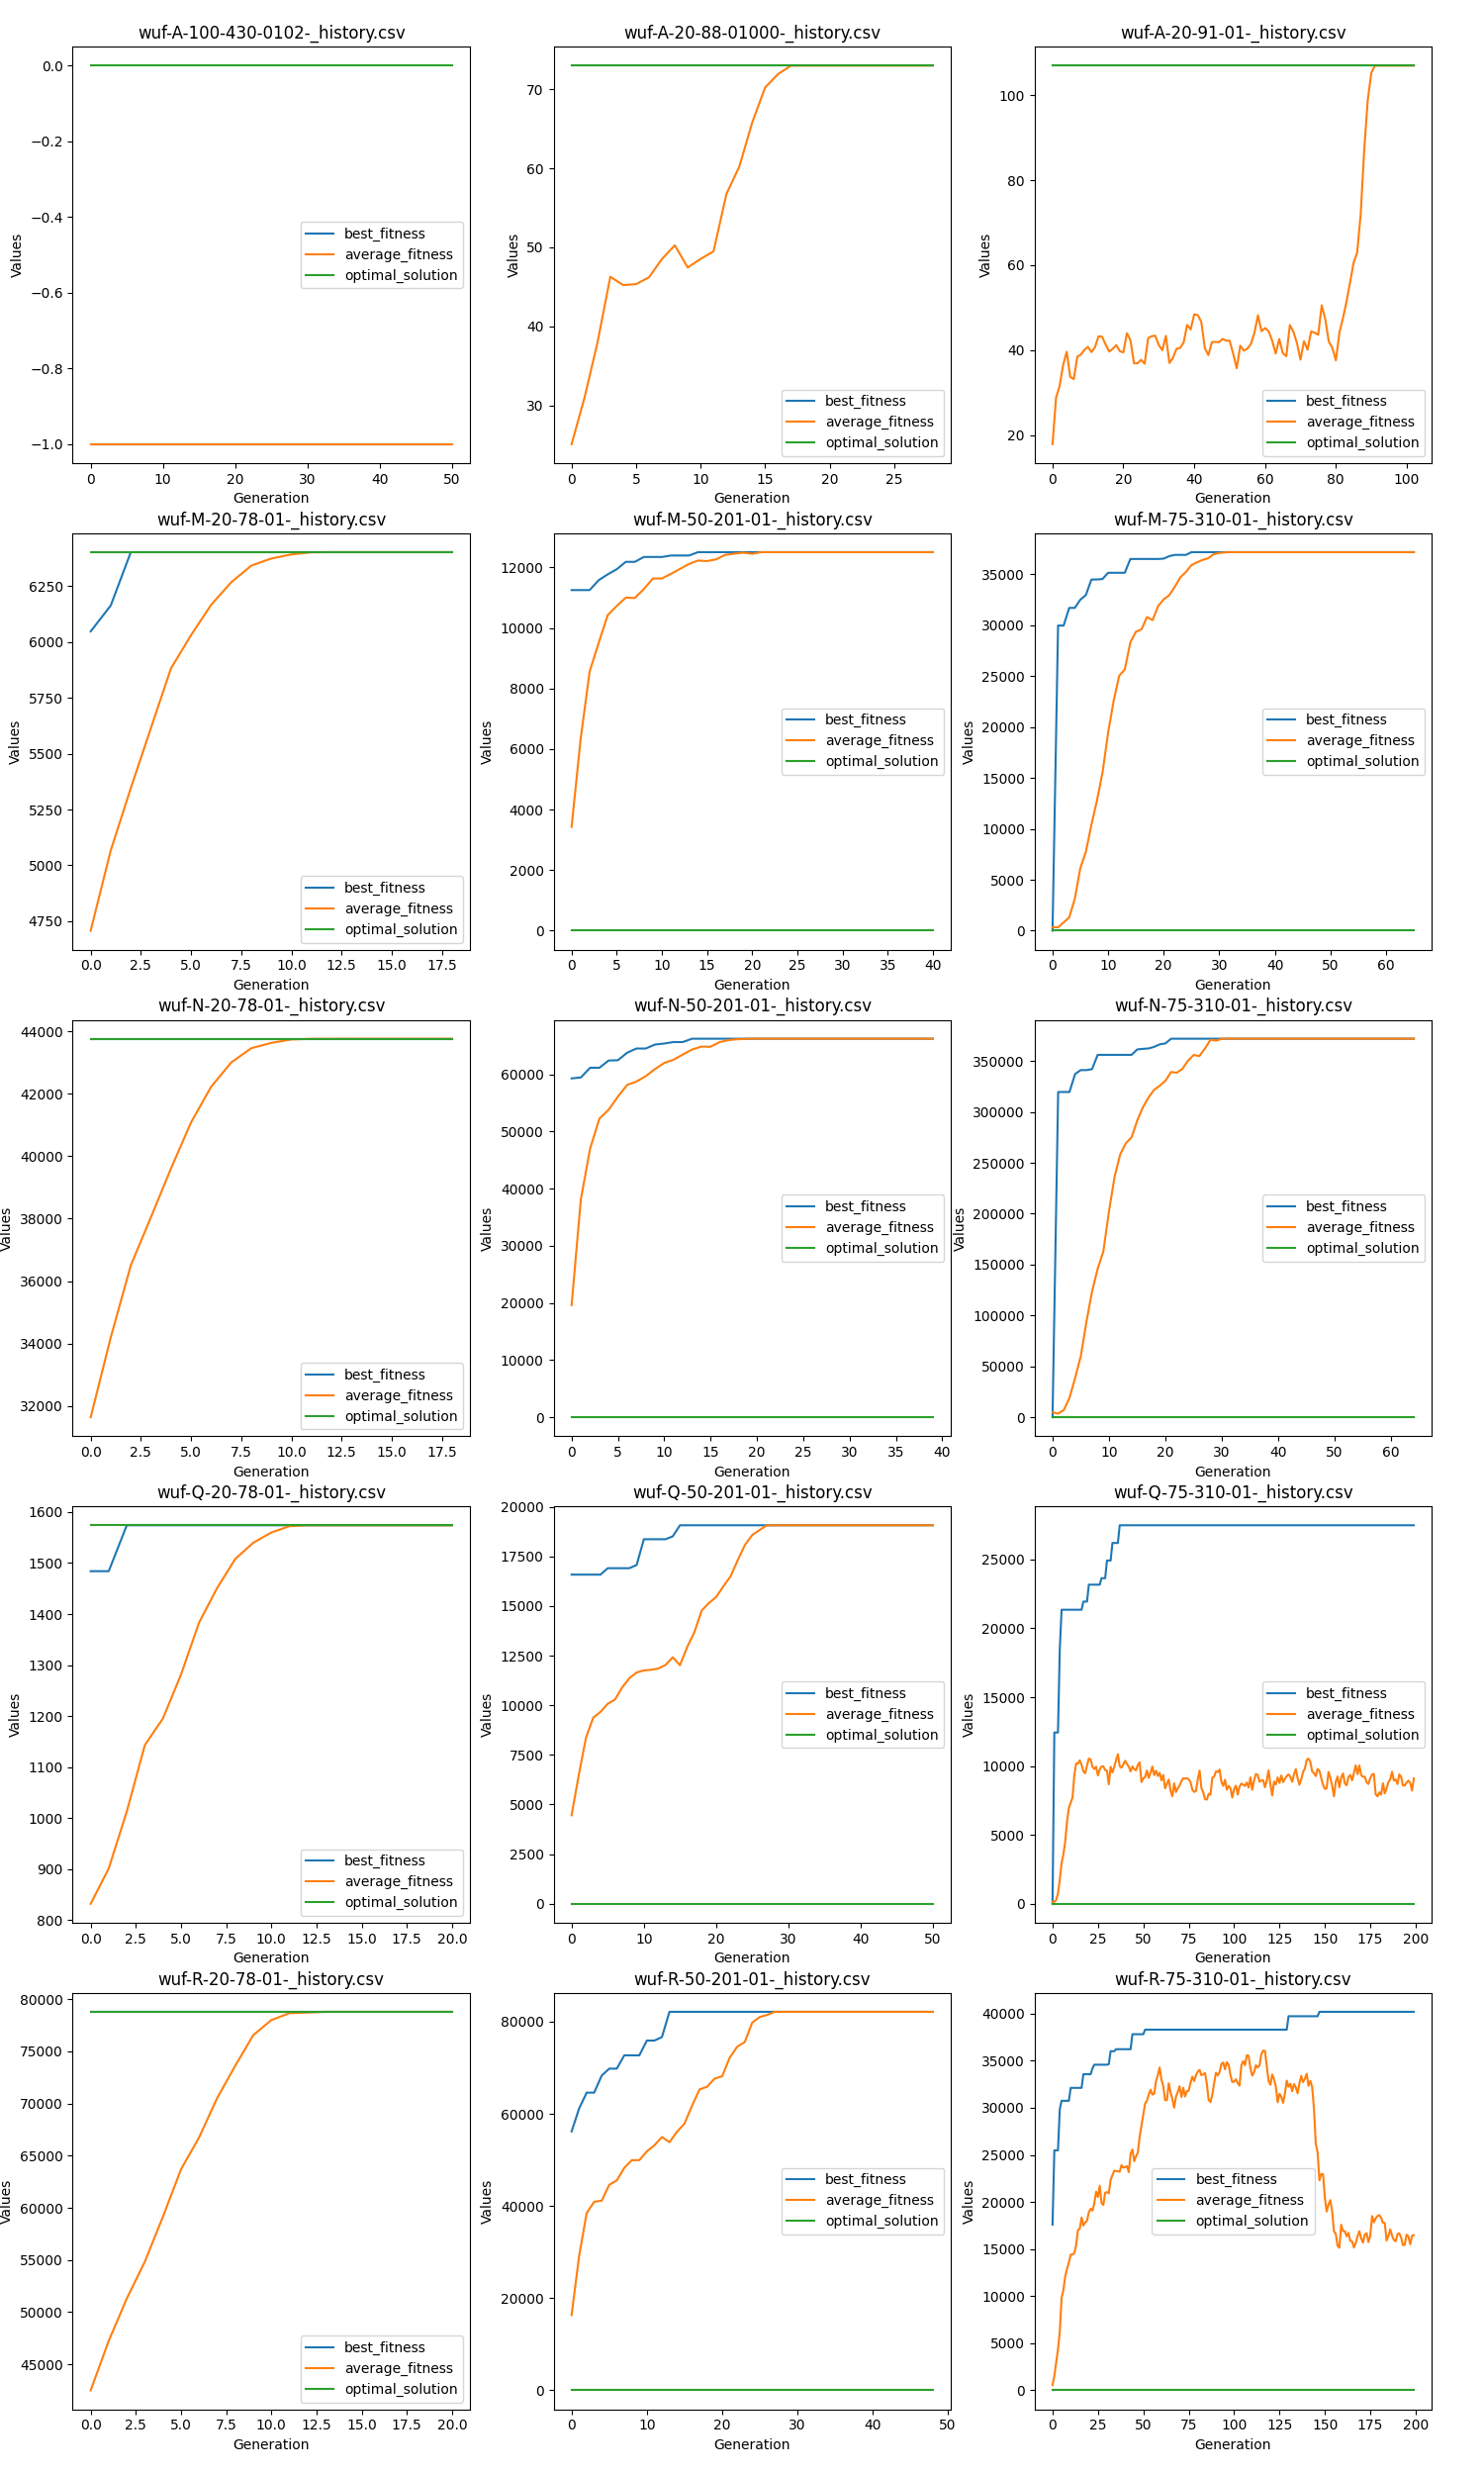 wuf-A-100-430-0102-_history.csv
0.0
−0.2
−0.4
−0.6
−0.8
−1.0
Values
best_fitness
average_fitness
optimal_solution
0 10 20 30 40 50
Generation
wuf-A-20-88-01000-_history.csv
70
60
50
40
30
Values
best_fitness
average_fitness
optimal_solution
0 5 10 15 20 25
Generation
wuf-A-20-91-01-_history.csv
100
80
60
40
20
Values
best_fitness
average_fitness
optimal_solution
0 20 40 60 80 100
Generation
wuf-M-20-78-01-_history.csv
6250
6000
5750
5500
5250
5000
4750
Values
best_fitness
average_fitness
optimal_solution
0.0 2.5 5.0 7.5 10.0 12.5 15.0 17.5
Generation
wuf-M-50-201-01-_history.csv
12000
10000
8000
6000
4000
2000
0
Values
best_fitness
average_fitness
optimal_solution
0 5 10 15 20 25 30 35 40
Generation
wuf-M-75-310-01-_history.csv
35000
30000
25000
20000
15000
10000
5000
0
Values
best_fitness
average_fitness
optimal_solution
0 10 20 30 40 50 60
Generation
wuf-N-20-78-01-_history.csv
44000
42000
40000
38000
36000
34000
32000
Values
best_fitness
average_fitness
optimal_solution
0.0 2.5 5.0 7.5 10.0 12.5 15.0 17.5
Generation
wuf-N-50-201-01-_history.csv
60000
50000
40000
30000
20000
10000
0
Values
best_fitness
average_fitness
optimal_solution
0 5 10 15 20 25 30 35 40
Generation
wuf-N-75-310-01-_history.csv
350000
300000
250000
200000
150000
100000
50000
0
Values
best_fitness
average_fitness
optimal_solution
0 10 20 30 40 50 60
Generation
wuf-Q-20-78-01-_history.csv
1600
1500
1400
1300
1200
1100
1000
900
800
Values
best_fitness
average_fitness
optimal_solution
0.0 2.5 5.0 7.5 10.0 12.5 15.0 17.5 20.0
Generation
wuf-Q-50-201-01-_history.csv
20000
17500
15000
12500
10000
7500
5000
2500
0
Values
best_fitness
average_fitness
optimal_solution
0 10 20 30 40 50
Generation
wuf-Q-75-310-01-_history.csv
25000
20000
15000
10000
5000
0
Values
best_fitness
average_fitness
optimal_solution
0 25 50 75 100 125 150 175 200
Generation
wuf-R-20-78-01-_history.csv
80000
75000
70000
65000
60000
55000
50000
45000
Values
best_fitness
average_fitness
optimal_solution
0.0 2.5 5.0 7.5 10.0 12.5 15.0 17.5 20.0
Generation
wuf-R-50-201-01-_history.csv
80000
60000
40000
20000
0
Values
best_fitness
average_fitness
optimal_solution
0 10 20 30 40 50
Generation
wuf-R-75-310-01-_history.csv
40000
35000
30000
25000
20000
15000
10000
5000
0
Values
best_fitness
average_fitness
optimal_solution
0 25 50 75 100 125 150 175 200
Generation